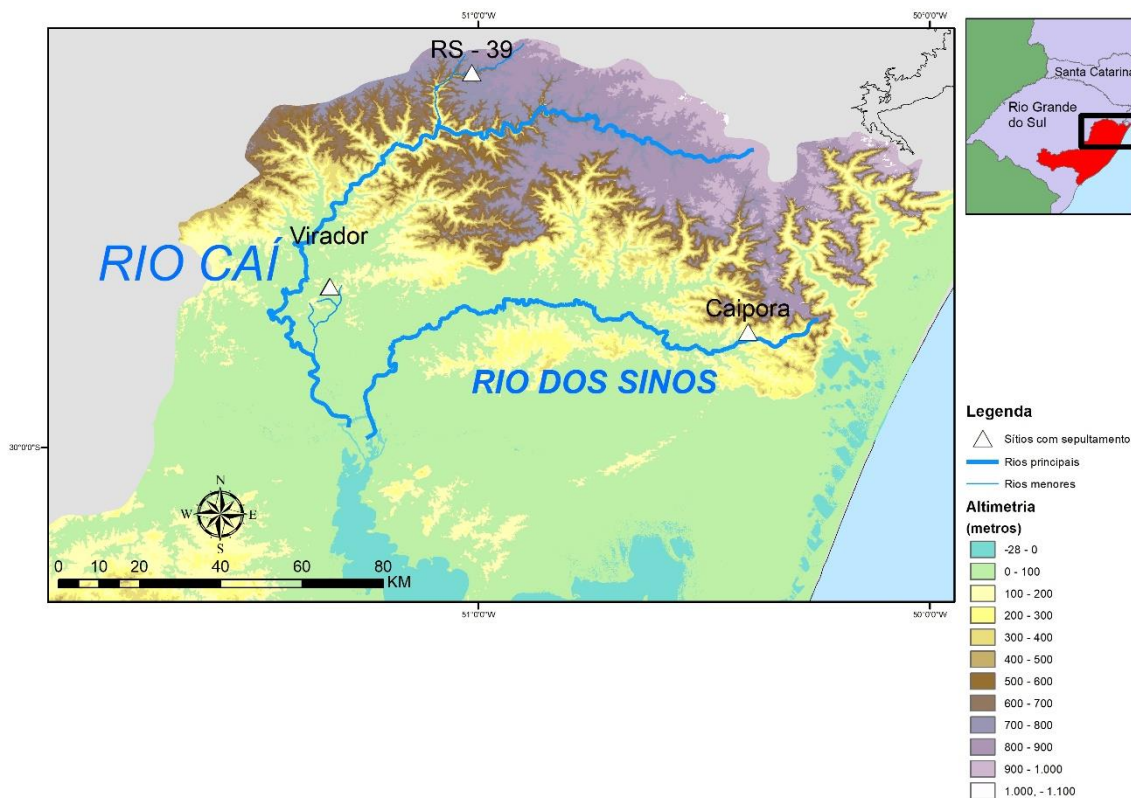 51°0'0"W
50°0'0"W
RS - 39
Santa Catarina
Rio Grande
do Sul
Virador
RIO CAÍ
Caipora
RIO DOS SINOS
30°0'0"S
N
W
E
S
0
10
20
40
60
80
KM
51°0'0"W
50°0'0"W
Legenda
Sítios com sepultamento
Rios principais
Rios menores
Altimetria
(metros)
-28 - 0
0 - 100
100 - 200
200 - 300
300 - 400
400 - 500
500 - 600
600 - 700
700 - 800
800 - 900
900 - 1.000
1.000, - 1.100